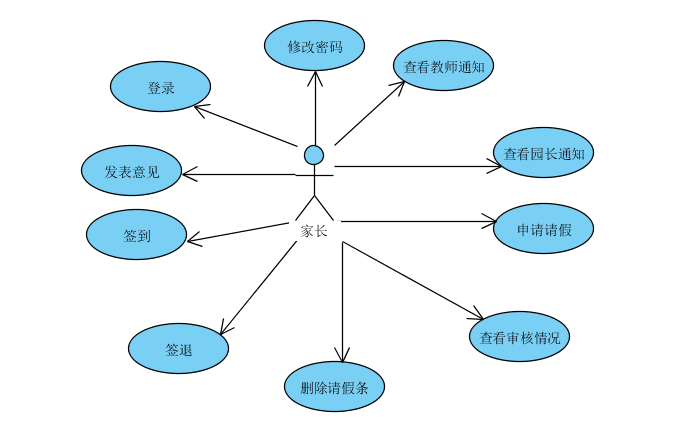 修改密码
查看教师通知
登录
查看园长通知
发表意见
申请请假
家长
签到
查看审核情况
签退
删除请假条